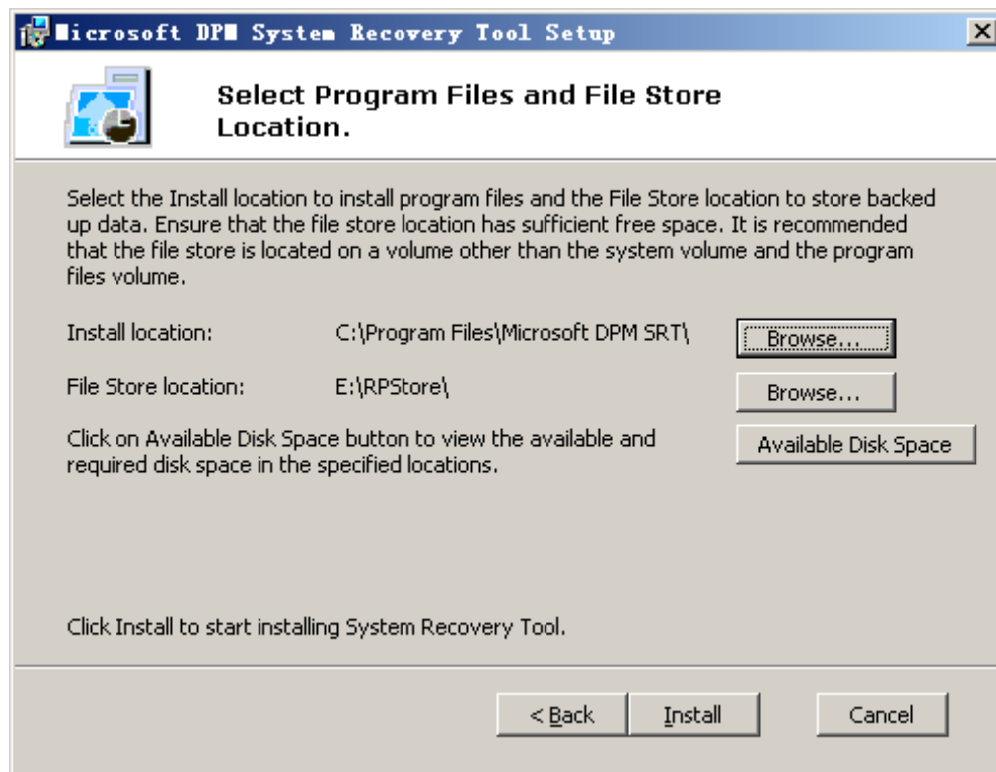 Microsoft DPM System Recovery Tool Setup
Select Program Files and File Store
Location.
Select the Install location to install program files and the File Store location to store backed
up data. Ensure that the file store location has sufficient free space. It is recommended
that the file store is located on a volume other than the system volume and the program
files volume.
Install location: C:\Program Files\Microsoft DPM SRT\ Browse...
File Store location: E:\RPStore\ Browse...
Click on Available Disk Space button to view the available and
required disk space in the specified locations.
Available Disk Space
Click Install to start installing System Recovery Tool.
< Back Install Cancel